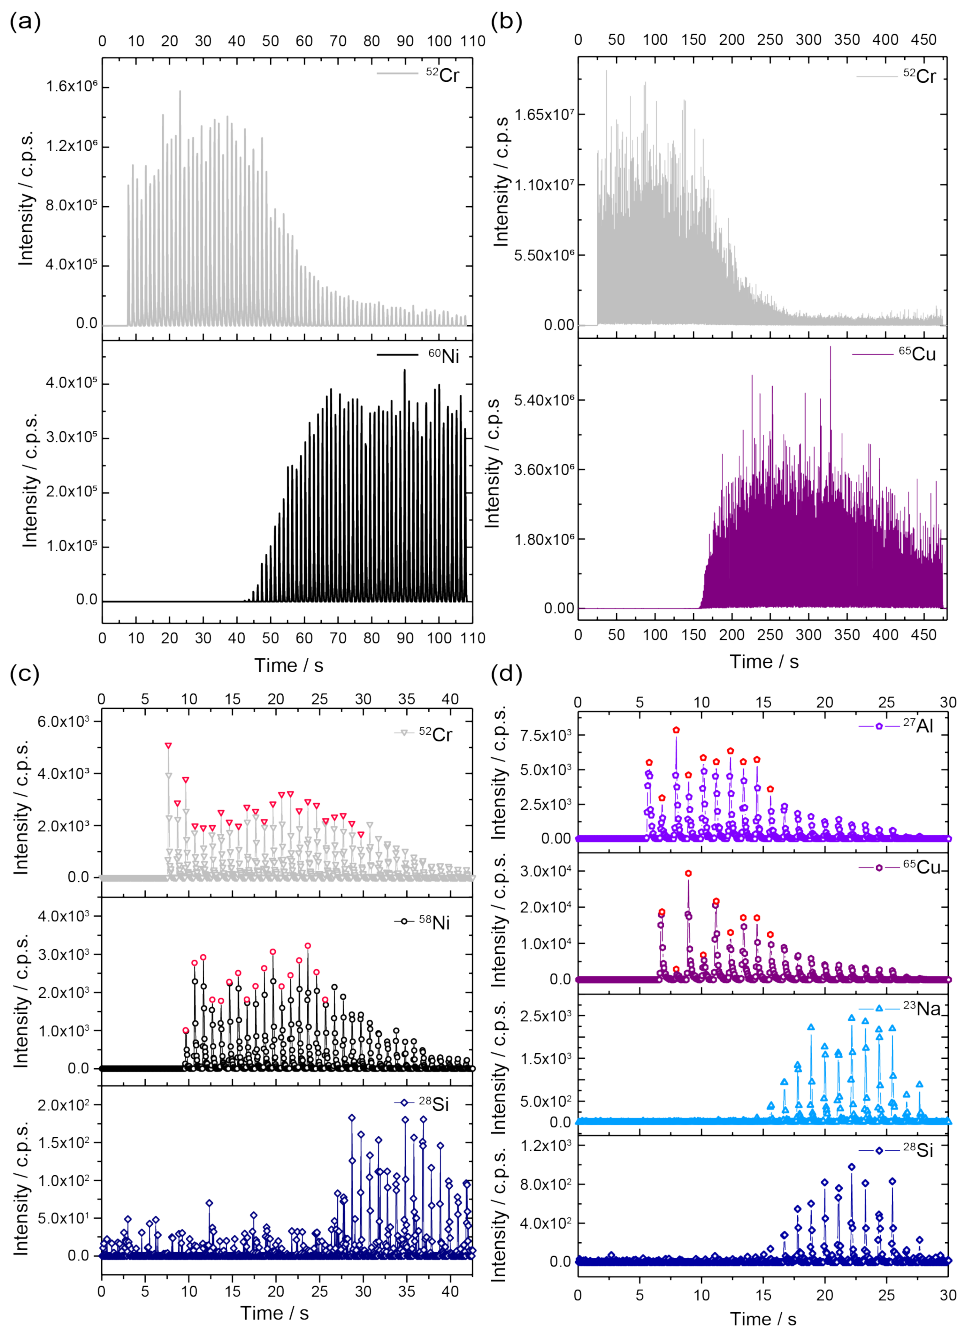 (a)
0 10 20 30 40 50 60 70 80 90 100 110
⁵²Cr
1.6x10⁶
1.2x10⁶
8.0x10⁵
4.0x10⁵
0.0
Intensity / c.p.s.
⁶⁰Ni
4.0x10⁵
3.0x10⁵
2.0x10⁵
1.0x10⁵
0.0
Intensity / c.p.s.
0 10 20 30 40 50 60 70 80 90 100 110
Time / s
(b)
0 50 100 150 200 250 300 350 400 450
⁵²Cr
1.65x10⁷
1.10x10⁷
5.50x10⁶
0.00
Intensity / c.p.s.
⁶⁵Cu
5.40x10⁶
3.60x10⁶
1.80x10⁶
0.00
Intensity / c.p.s
0 50 100 150 200 250 300 350 400 450
Time / s
(c)
0 5 10 15 20 25 30 35 40
6.0x10³
⁵²Cr
4.0x10³
2.0x10³
0.0
Intensity / c.p.s.
4.0x10³
⁵⁸Ni
3.0x10³
2.0x10³
1.0x10³
0.0
Intensity / c.p.s.
2.0x10²
²⁸Si
1.5x10²
1.0x10²
5.0x10¹
0.0
Intensity / c.p.s.
0 5 10 15 20 25 30 35 40
Time / s
(d)
0 5 10 15 20 25 30
²⁷Al
7.5x10³
5.0x10³
2.5x10³
0.00
Intensity / c.p.s.
⁶⁵Cu
3.0x10⁴
2.0x10⁴
1.0x10⁴
0.0
Intensity / c.p.s.
²³Na
2.5x10³
1.5x10³
5.0x10²
0.0
Intensity / c.p.s.
1.2x10³
²⁸Si
8.0x10²
4.0x10²
0.0
Intensity / c.p.s.
0 5 10 15 20 25 30
Time / s